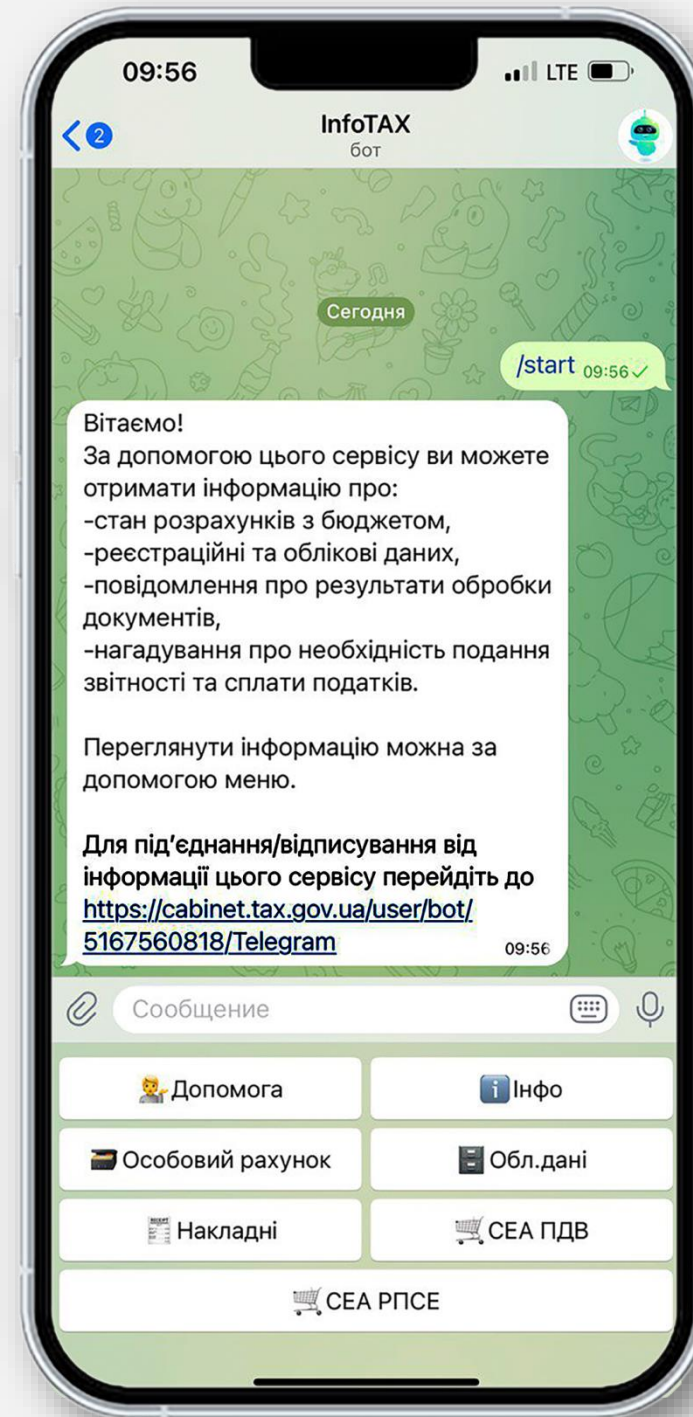 09:56
LTE
2
InfoTAX
бот
Сегодня
/start 09:56
Вітаємо!
За допомогою цього сервісу ви можете
отримати інформацію про:
-стан розрахунків з бюджетом,
-реєстраційні та облікові даних,
-повідомлення про результати обробки
документів,
-нагадування про необхідність подання
звітності та сплати податків.
Переглянути інформацію можна за
допомогою меню.
Для під’єднання/відписування від
інформації цього сервісу перейдіть до
https://cabinet.tax.gov.ua/user/bot/
5167560818/Telegram 09:56
Сообщение
Допомога
Інфо
Особовий рахунок
Обл.дані
Накладні
СЕА ПДВ
СЕА РПСЕ